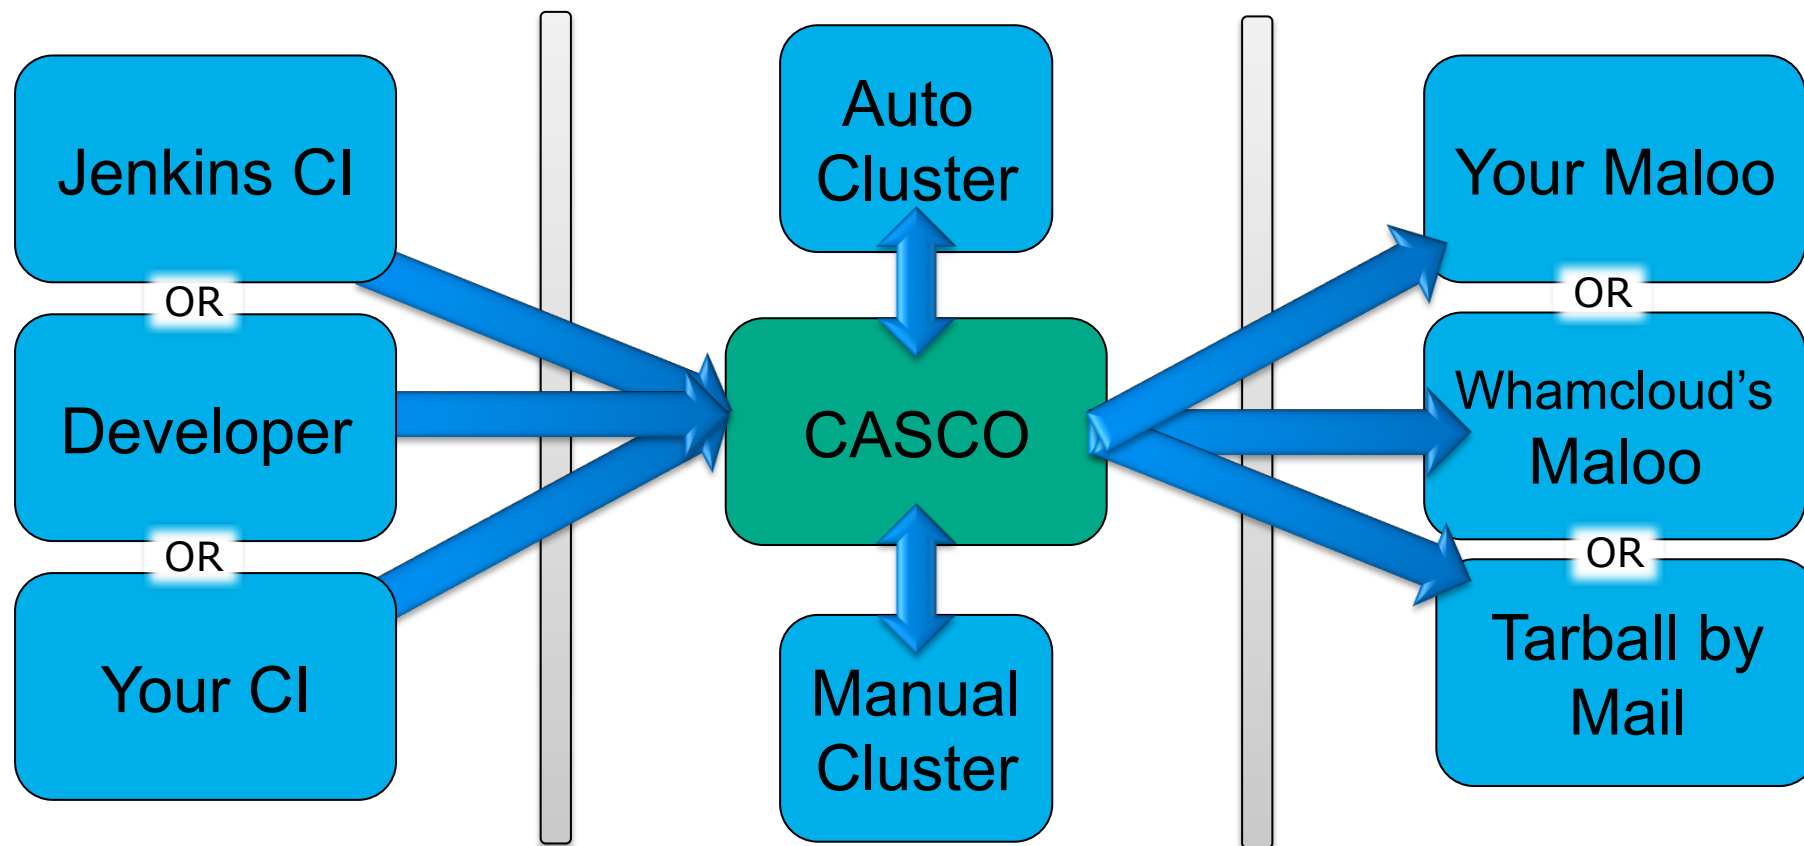 Jenkins CI
OR
Developer
OR
Your CI
Auto
Cluster
CASCO
Manual
Cluster
Your Maloo
OR
Whamcloud’s
Maloo
OR
Tarball by
Mail